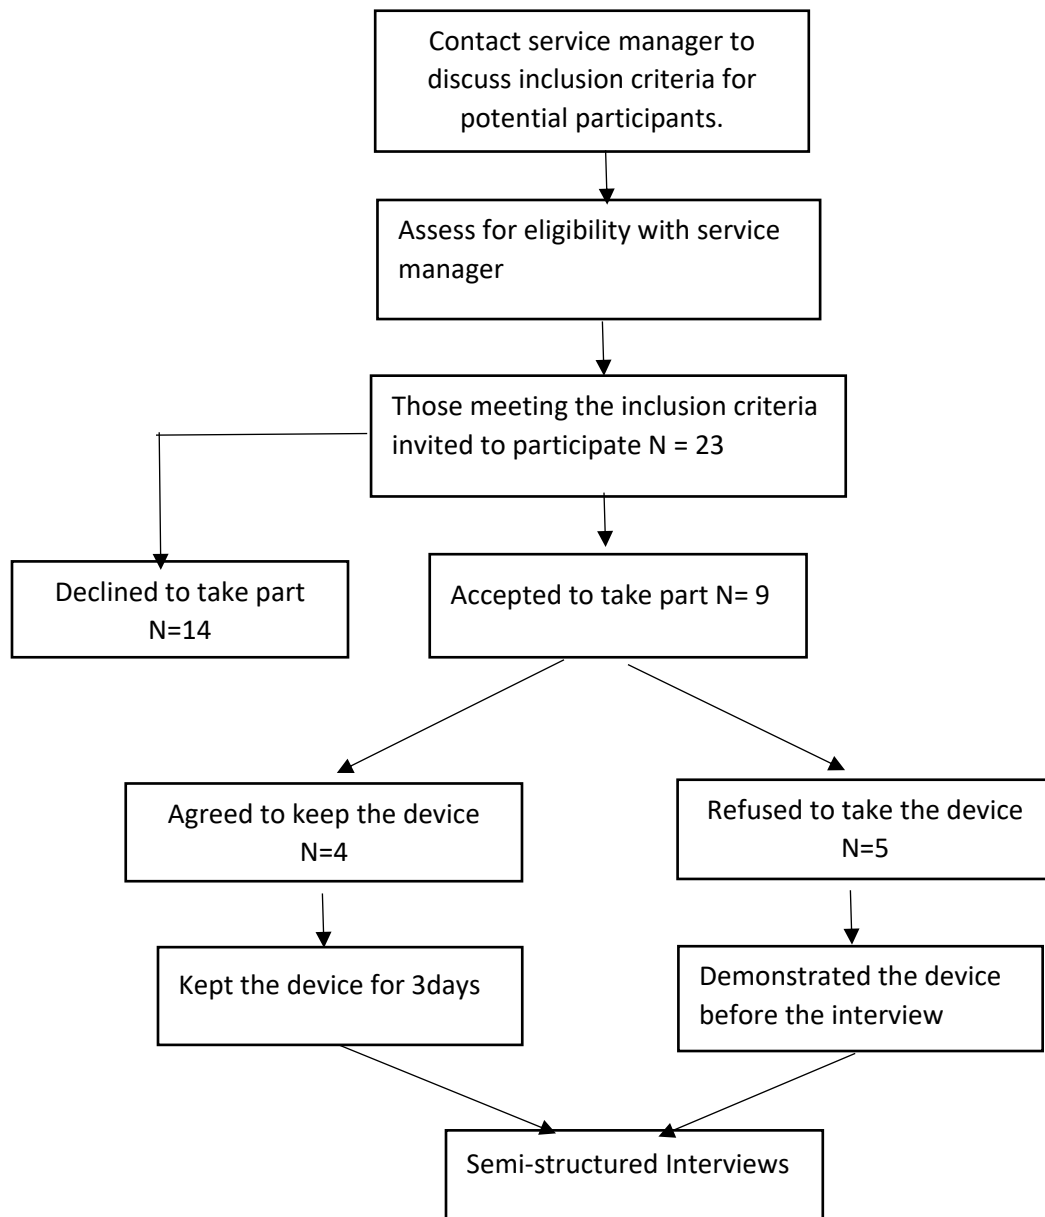 Contact service manager to
discuss inclusion criteria for
potential participants.
Assess for eligibility with service
manager
Those meeting the inclusion criteria
invited to participate N = 23
Declined to take part
N=14
Accepted to take part N= 9
Agreed to keep the device
N=4
Refused to take the device
N=5
Kept the device for 3days
Demonstrated the device
before the interview
Semi-structured Interviews